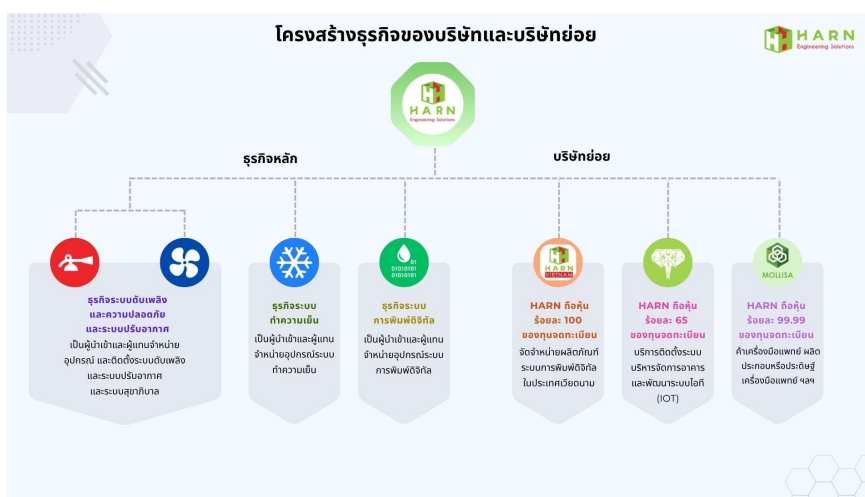 โครงสร้างธุรกิจของบริษัทและบริษัทย่อย
HARN
Engineering Solutions
HARN
Engineering Solutions
ธุรกิจหลัก
บริษัทย่อย
ธุรกิจระบบดับเพลิง
และความปลอดภัย
และระบบปรับอากาศ
เป็นผู้นำเข้าและผู้แทนจำหน่าย
อุปกรณ์ และติดตั้งระบบดับเพลิง
และระบบปรับอากาศ
และระบบสุขาภิบาล
ธุรกิจระบบ
ทำความเย็น
เป็นผู้นำเข้าและผู้แทน
จำหน่ายอุปกรณ์ระบบ
ทำความเย็น
01
01010101
01010101
ธุรกิจระบบ
การพิมพ์ดิจิทัล
เป็นผู้นำเข้าและผู้แทน
จำหน่ายอุปกรณ์ระบบ
การพิมพ์ดิจิทัล
HARN
VIETNAM
HARN ถือหุ้น
ร้อยละ 100
ของทุนจดทะเบียน
จัดจำหน่ายผลิตภัณฑ์
ระบบการพิมพ์ดิจิทัล
ในประเทศเวียดนาม
HARN ถือหุ้น
ร้อยละ 65
ของทุนจดทะเบียน
บริการติดตั้งระบบ
บริหารจัดการอาคาร
และพัฒนาระบบไอที
(IOT)
MOLLISA
HARN ถือหุ้น
ร้อยละ 99.99
ของทุนจดทะเบียน
ค้าเครื่องมือแพทย์ ผลิต
ประกอบหรือประดิษฐ์
เครื่องมือแพทย์ ฯลฯ